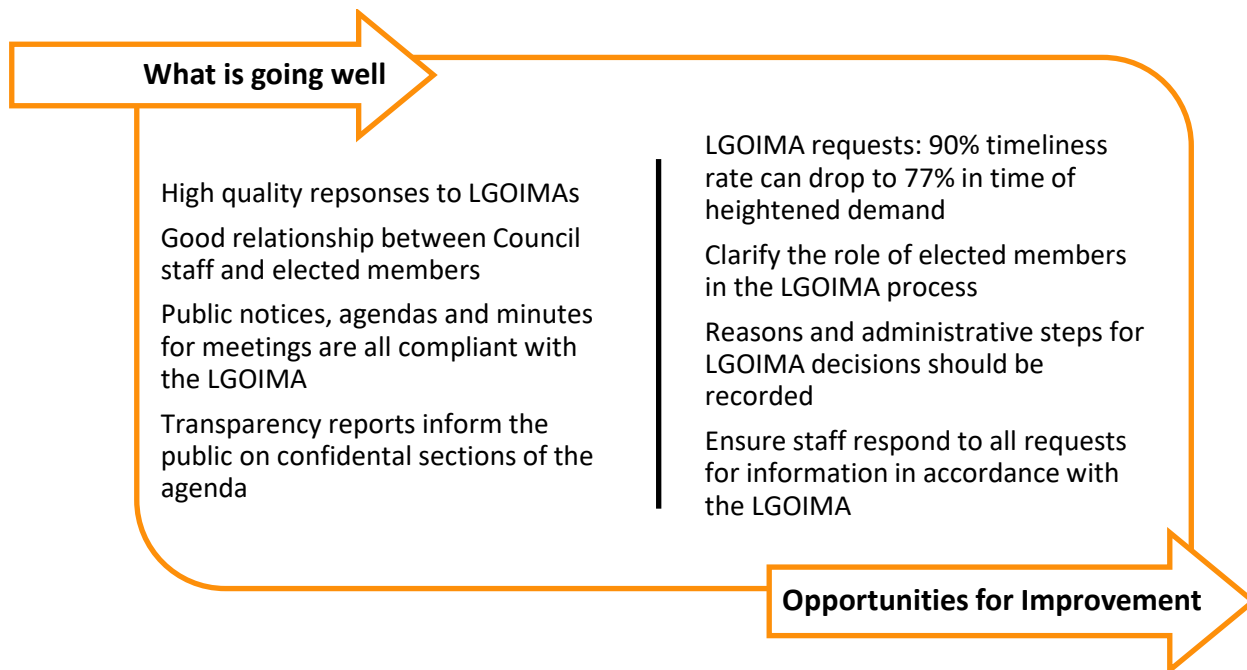 What is going well
High quality repsonses to LGOIMAs
Good relationship between Council
staff and elected members
Public notices, agendas and minutes
for meetings are all compliant with
the LGOIMA
Transparency reports inform the
public on confidental sections of the
agenda
LGOIMA requests: 90% timeliness
rate can drop to 77% in time of
heightened demand
Clarify the role of elected members
in the LGOIMA process
Reasons and administrative steps for
LGOIMA decisions should be
recorded
Ensure staff respond to all requests
for information in accordance with
the LGOIMA
Opportunities for Improvement